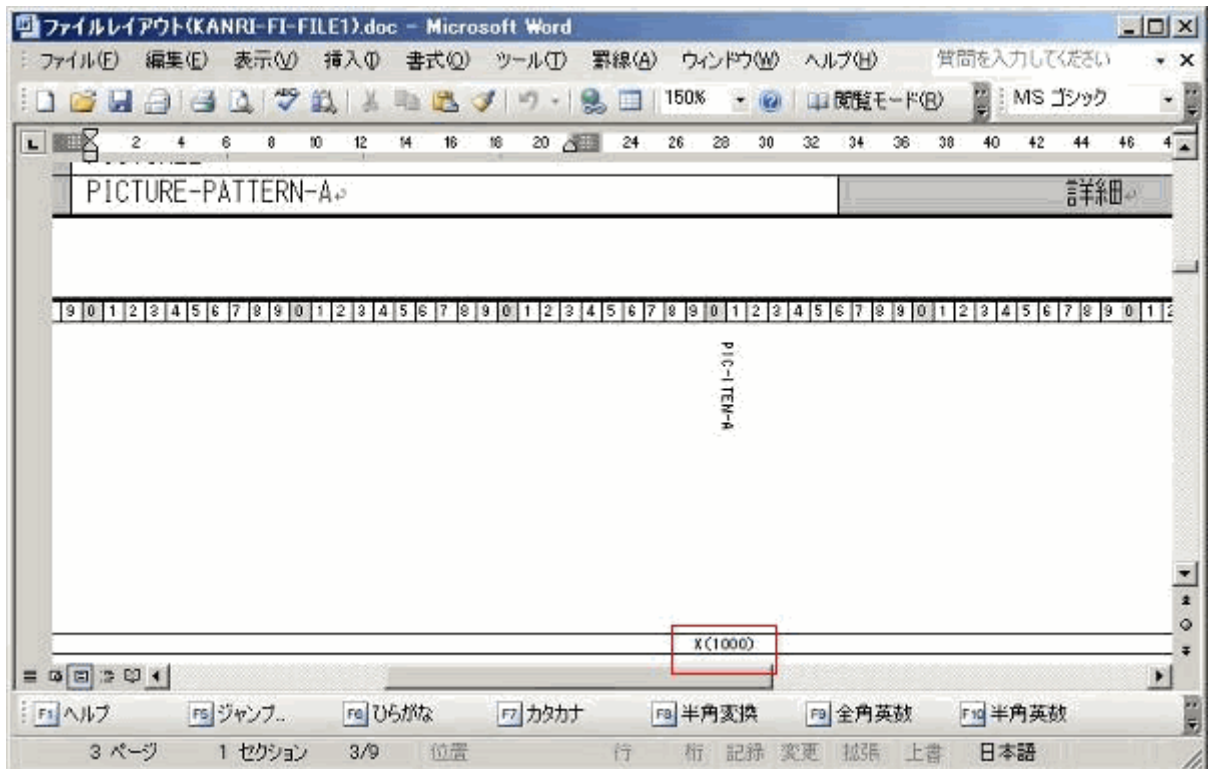 ファイルレイアウト(KANRI-FI-FILE1).doc - Microsoft Word
ファイル(F) 編集(E) 表示(V) 挿入(I) 書式(O) ツール(T) 罫線(A) ウィンドウ(W) ヘルプ(H) 質問を入力してください
150% 閲覧モード(R) MS ゴシック
2 4 6 8 10 12 14 16 18 20 24 26 28 30 32 34 36 38 40 42 44 46 4
PICTURE-PATTERN-A 詳細
9 0 1 2 3 4 5 6 7 8 9 0 1 2 3 4 5 6 7 8 9 0 1 2 3 4 5 6 7 8 9 0 1 2 3 4 5 6 7 8 9 0 1 2 3 4 5 6 7 8 9 0 1 2
PIC-ITEM-A
X(1000)
F1 ヘルプ F5 ジャンプ.. F6 ひらがな F7 カタカナ F8 半角変換 F9 全角英数 F10 半角英数
3 ページ 1 セクション 3/9 位置 行 桁 記録 変更 拡張 上書 日本語